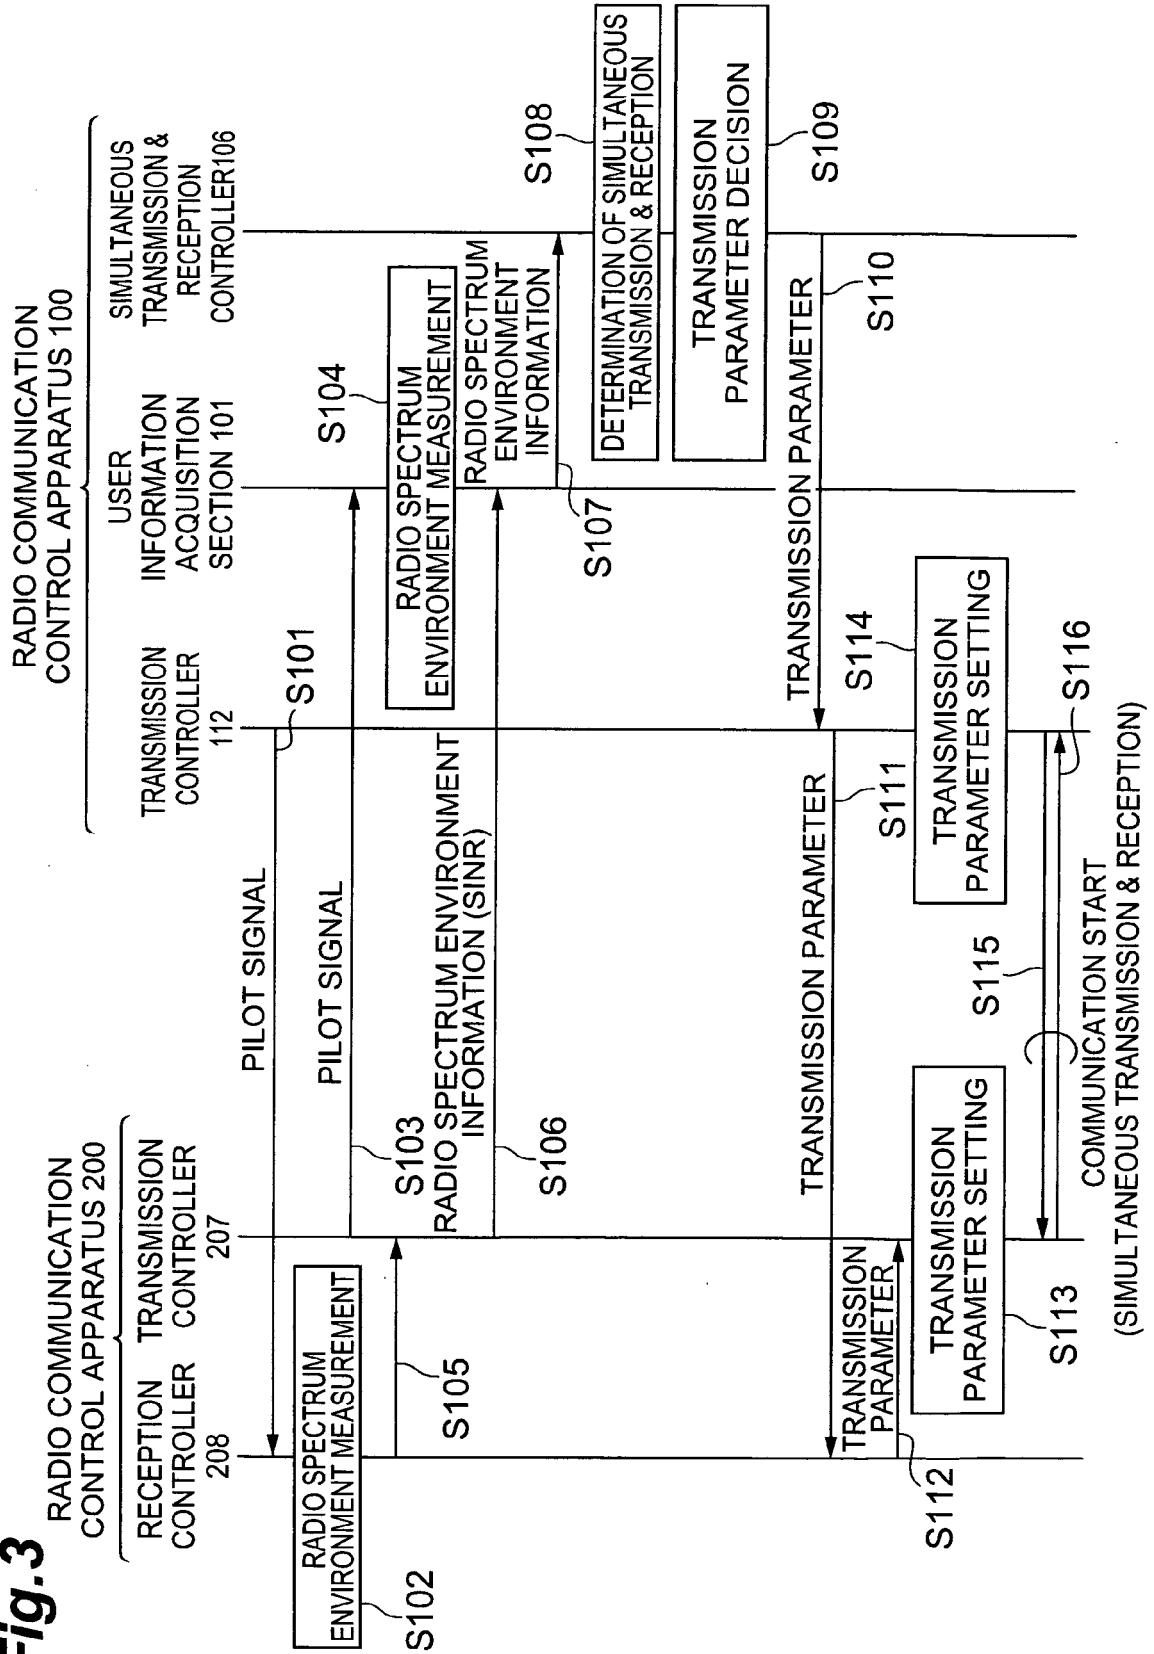 Fig.3
RADIO COMMUNICATION
CONTROL APPARATUS 200
RADIO COMMUNICATION
CONTROL APPARATUS 100
RECEPTION
CONTROLLER
208
TRANSMISSION
CONTROLLER
207
TRANSMISSION
CONTROLLER
112
USER
INFORMATION
ACQUISITION
SECTION 101
SIMULTANEOUS
TRANSMISSION &
RECEPTION
CONTROLLER106
PILOT SIGNAL
S101
RADIO SPECTRUM
ENVIRONMENT MEASUREMENT
S102
PILOT SIGNAL
S103
RADIO SPECTRUM
ENVIRONMENT MEASUREMENT
S104
S105
RADIO SPECTRUM ENVIRONMENT
INFORMATION (SINR)
S106
RADIO SPECTRUM
ENVIRONMENT
INFORMATION
S107
DETERMINATION OF SIMULTANEOUS
TRANSMISSION & RECEPTION
S108
TRANSMISSION
PARAMETER DECISION
S109
TRANSMISSION PARAMETER
S110
TRANSMISSION PARAMETER
S111
TRANSMISSION
PARAMETER
S112
TRANSMISSION
PARAMETER SETTING
S113
TRANSMISSION
PARAMETER SETTING
S114
S115
S116
COMMUNICATION START
(SIMULTANEOUS TRANSMISSION & RECEPTION)